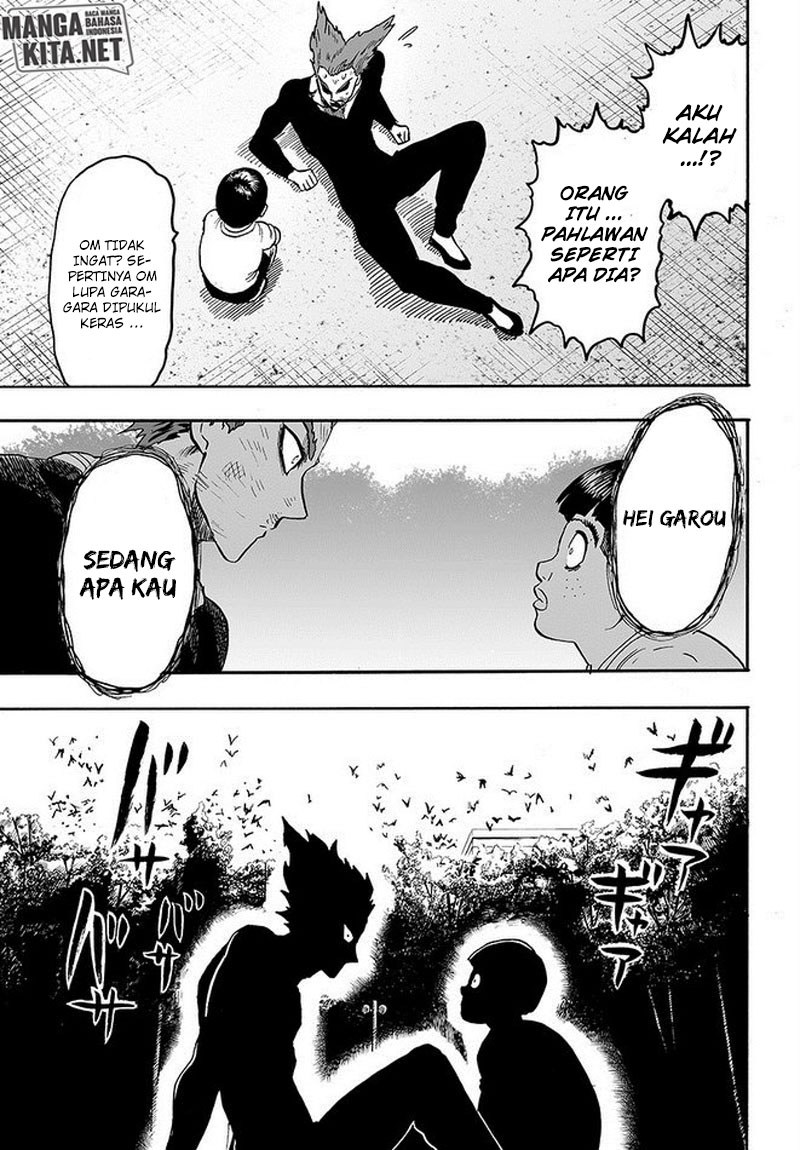 MANGA
KITA.NET
BACA MANGA
BAHASA
INDONESIA
AKU
KALAH
...!?
ORANG
ITU ...
PAHLAWAN
SEPERTI
APA DIA?
OM TIDAK
INGAT? SE-
PERTINYA OM
LUPA GARA-
GARA DIPUKUL
KERAS ...
HEI GAROU
SEDANG
APA KAU
ギャア
ギャア
バサ
バサ
バサ